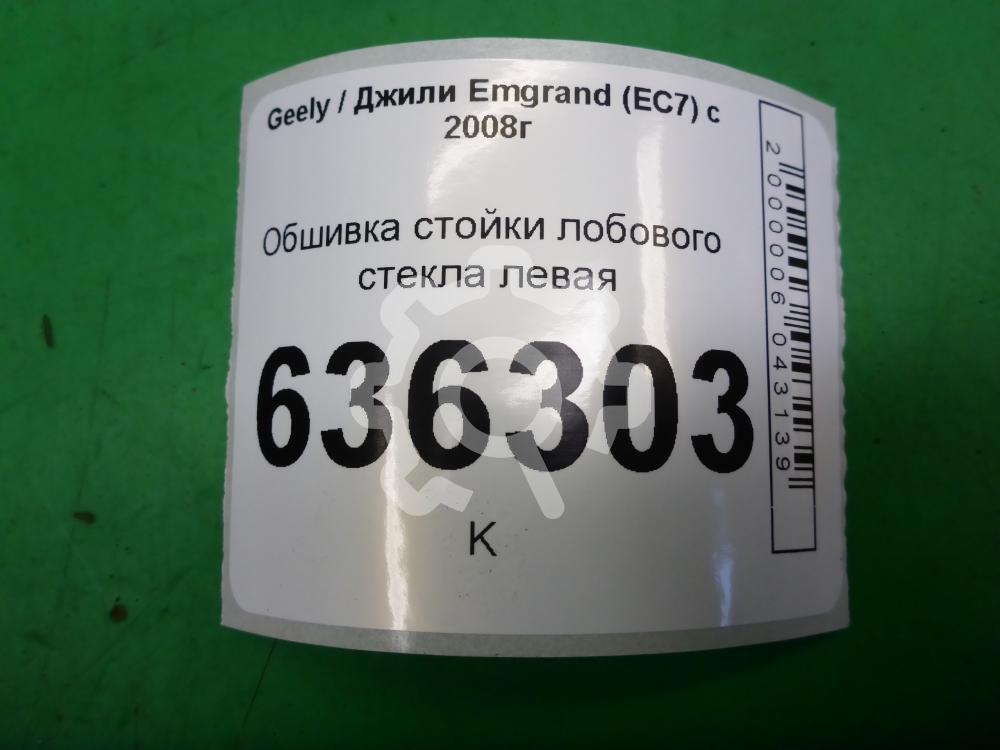 Geely / Джили Emgrand (EC7) с
2008г
Обшивка стойки лобового
стекла левая
636303
К
2000006043139